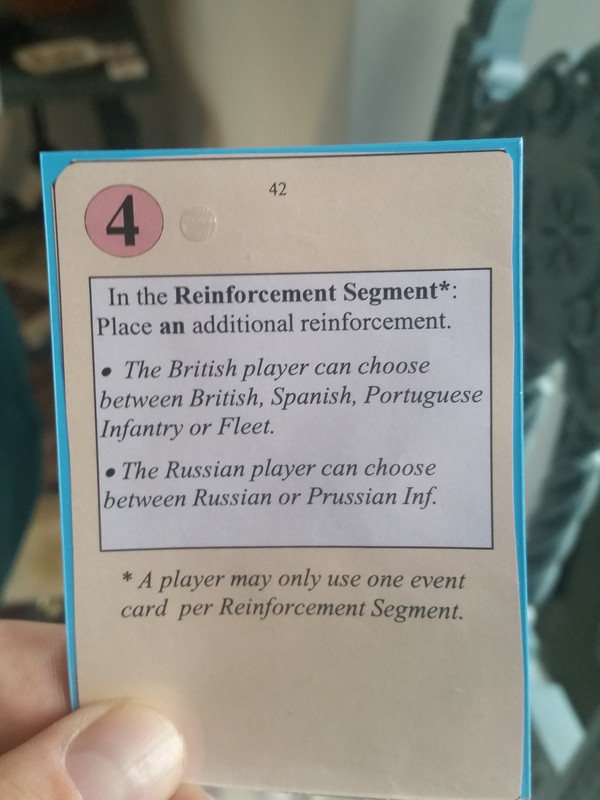 42
4
In the Reinforcement Segment*:
Place an additional reinforcement.
• The British player can choose
between British, Spanish, Portuguese
Infantry or Fleet.
• The Russian player can choose
between Russian or Prussian Inf.
* A player may only use one event
card per Reinforcement Segment.